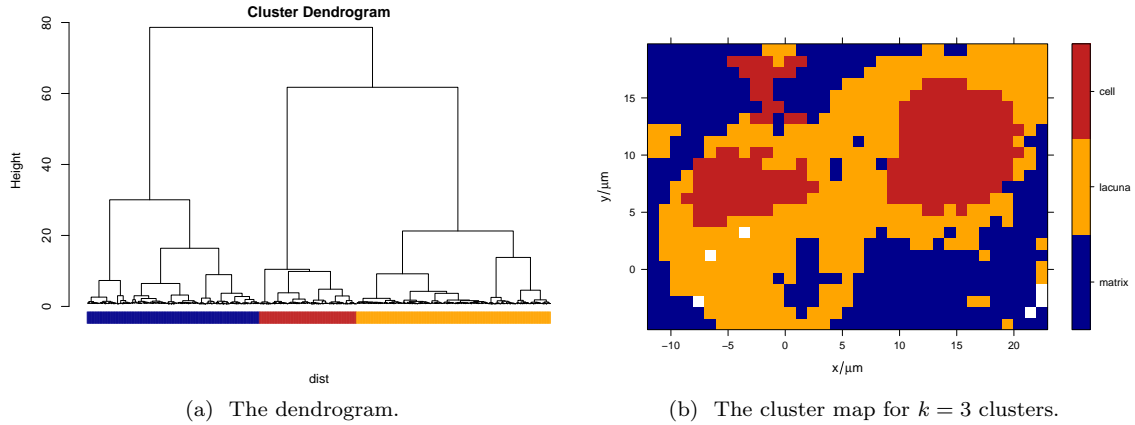 Cluster Dendrogram
80
60
40
20
0
Height
dist
(a) The dendrogram.
15
10
5
0
y/µm
−10 −5 0 5 10 15 20
x/µm
cell
lacuna
matrix
(b) The cluster map for k = 3 clusters.